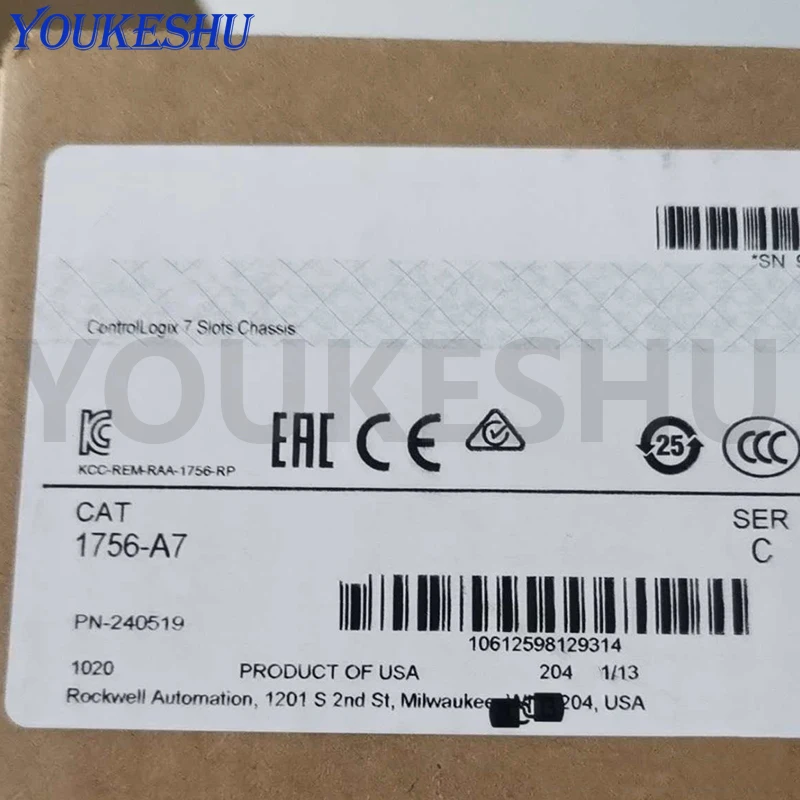 YOUKESHU
*SN 9
ControlLogix 7 Slots Chassis
YOUKESHU
KC
EAC CE 25 CCC
KCC-REM-RAA-1756-RP
CAT
1756-A7
SER
C
PN-240519
10612598129314
1020 PRODUCT OF USA 204 1/13
Rockwell Automation, 1201 S 2nd St, Milwaukee, 204, USA